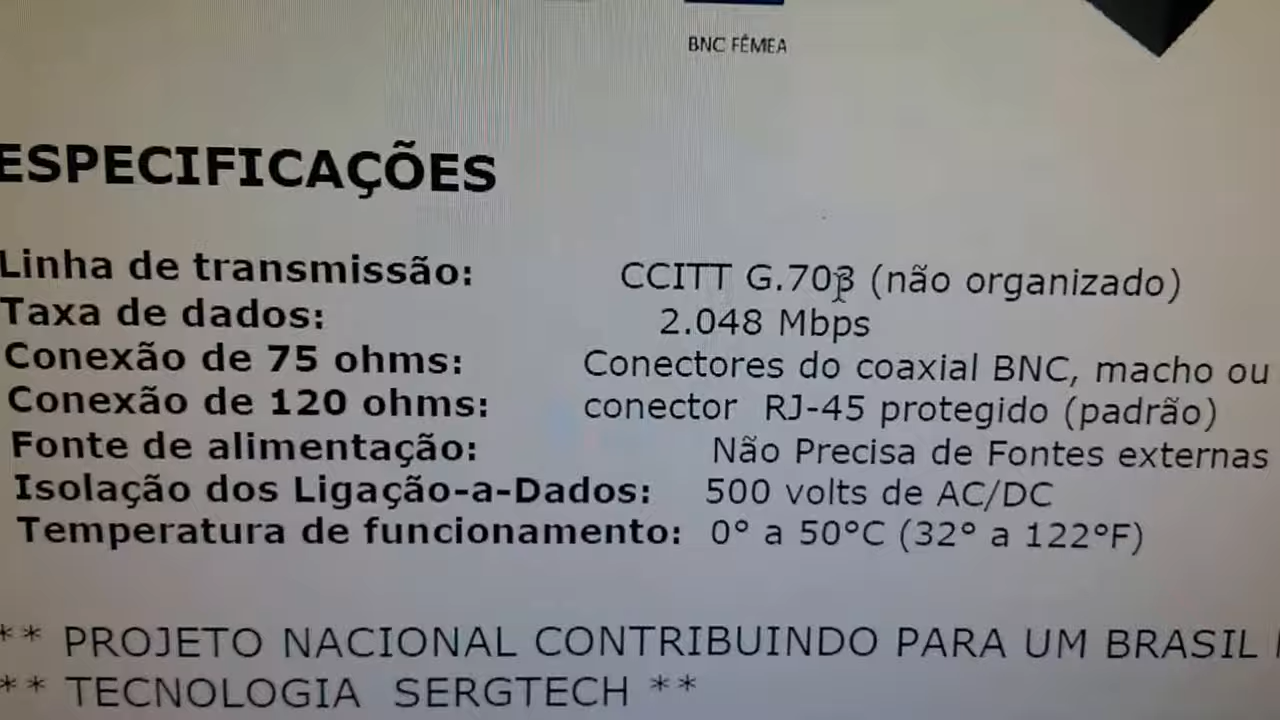 BNC FÊMEA
ESPECIFICAÇÕES
Linha de transmissão: CCITT G.703 (não organizado)
Taxa de dados: 2.048 Mbps
Conexão de 75 ohms: Conectores do coaxial BNC, macho ou
Conexão de 120 ohms: conector RJ-45 protegido (padrão)
Fonte de alimentação: Não Precisa de Fontes externas
Isolação dos Ligação-a-Dados: 500 volts de AC/DC
Temperatura de funcionamento: 0° a 50°C (32° a 122°F)
** PROJETO NACIONAL CONTRIBUINDO PARA UM BRASIL
** TECNOLOGIA SERGTECH **